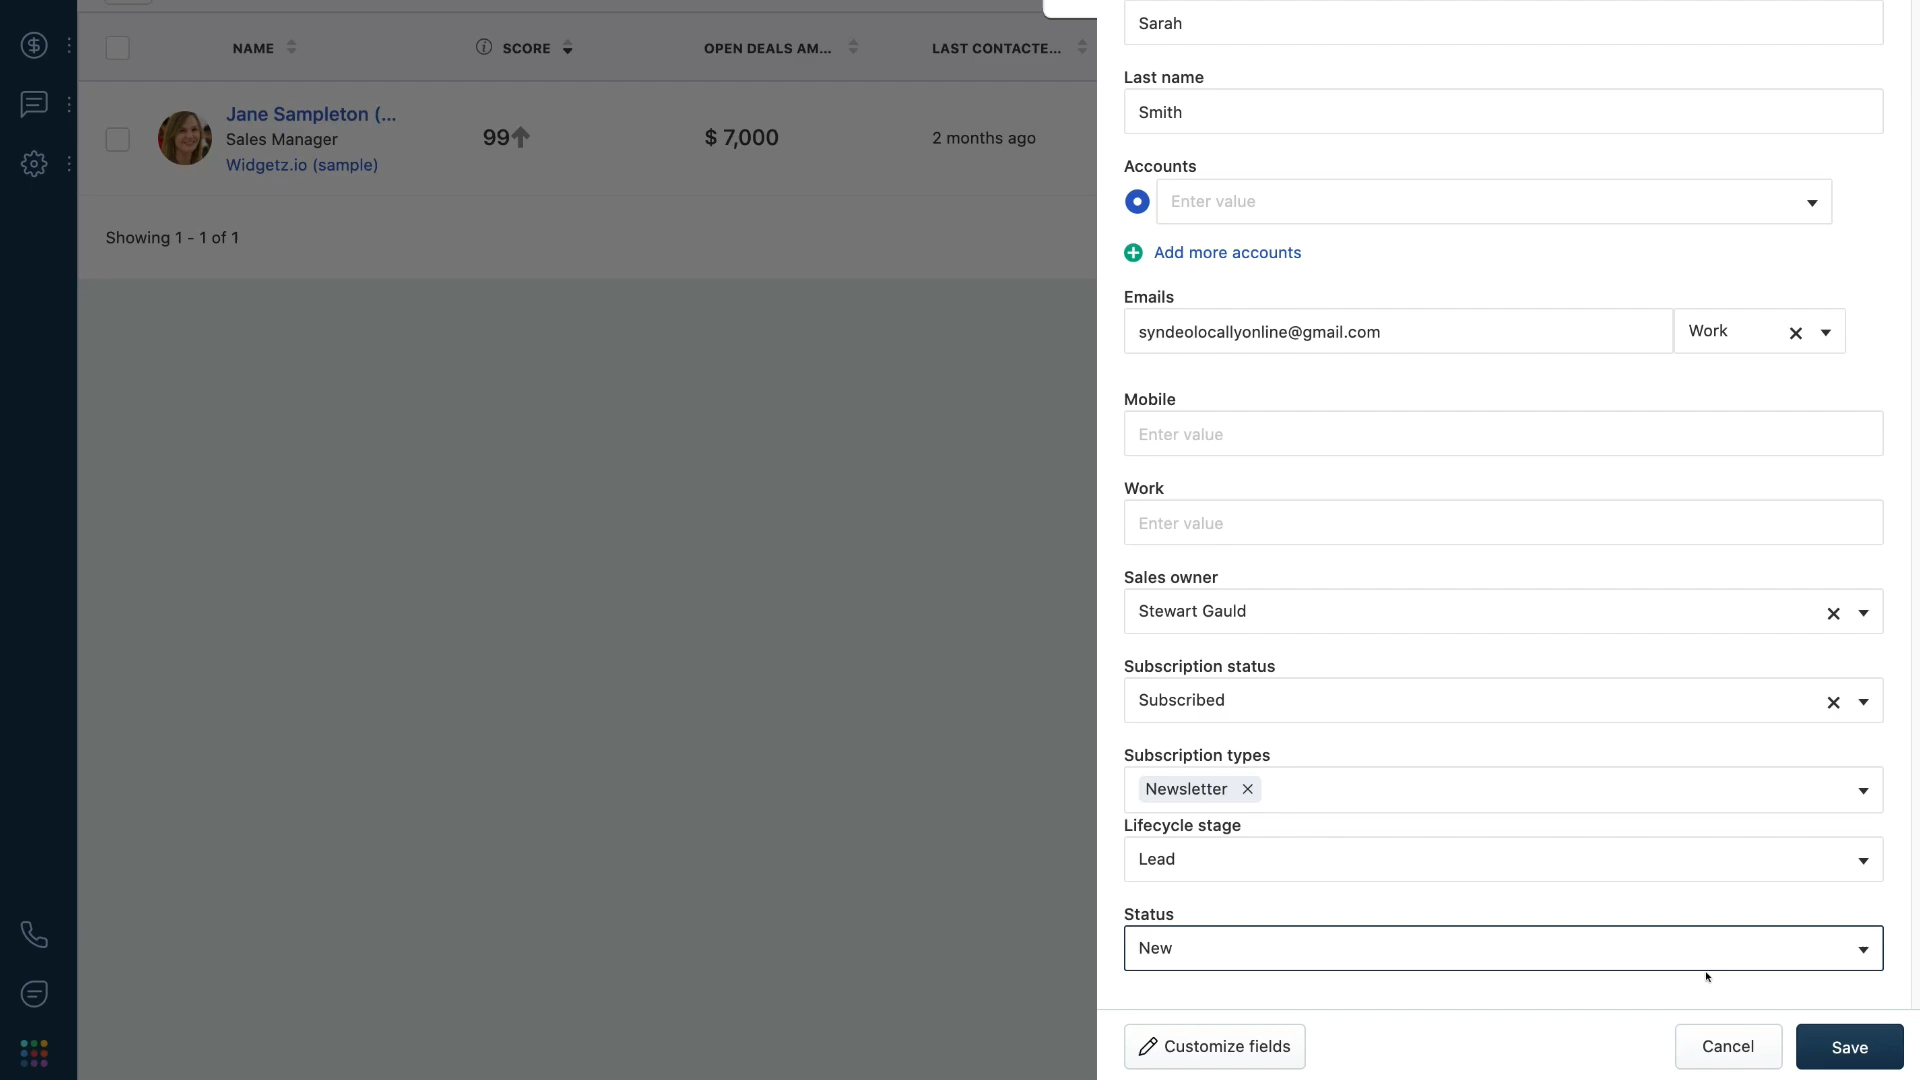 NAME
SCORE
OPEN DEALS AM...
LAST CONTACTE...
Jane Sampleton (...
Sales Manager
Widgetz.io (sample)
99
$ 7,000
2 months ago
Showing 1 - 1 of 1
Sarah
Last name
Smith
Accounts
Enter value
Add more accounts
Emails
syndeolocallyonline@gmail.com
Work
Mobile
Enter value
Work
Enter value
Sales owner
Stewart Gauld
Subscription status
Subscribed
Subscription types
Newsletter
Lifecycle stage
Lead
Status
New
Customize fields
Cancel
Save